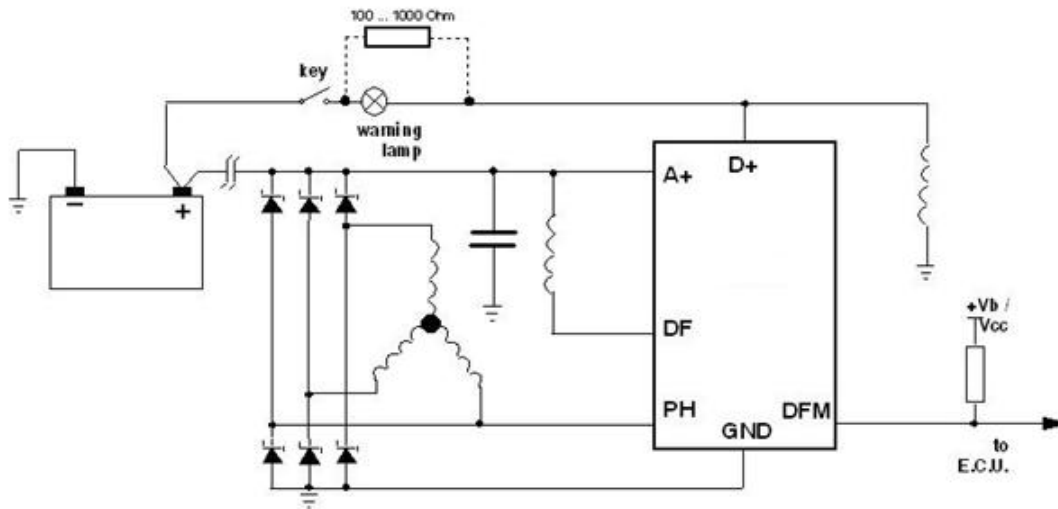 100 ... 1000 Ohm
key
warning
lamp
A+
D+
−
+
DF
+Vb /
Vcc
PH
DFM
GND
to
E.C.U.